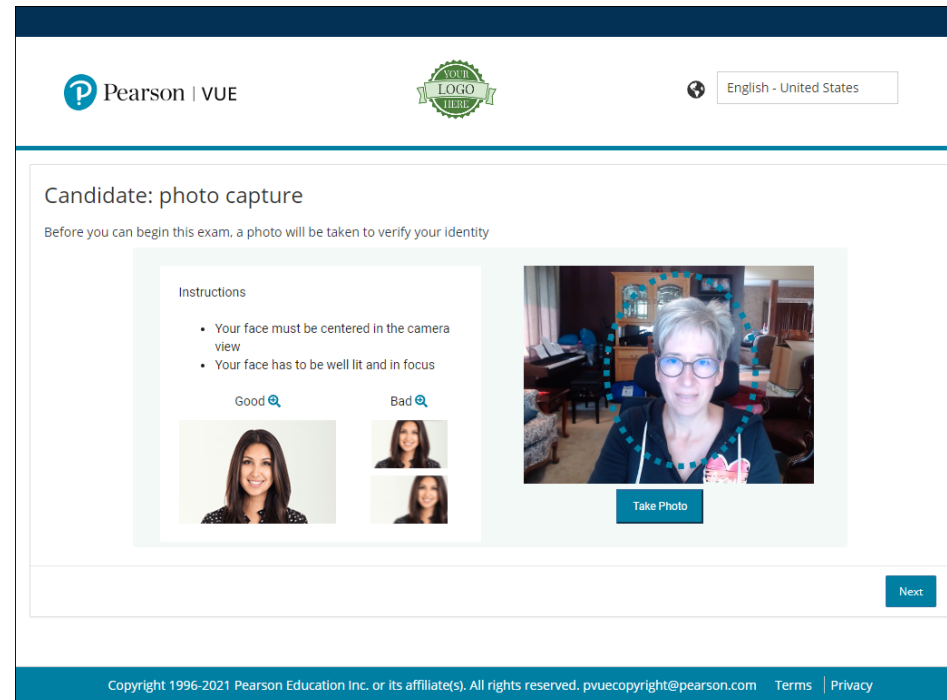 Pearson | VUE
YOUR
LOGO
HERE
English - United States
Candidate: photo capture
Before you can begin this exam, a photo will be taken to verify your identity
Instructions
• Your face must be centered in the camera
view
• Your face has to be well lit and in focus
Good
Bad
Take Photo
Next
Copyright 1996-2021 Pearson Education Inc. or its affiliate(s). All rights reserved. pvuecopyright@pearson.com Terms | Privacy